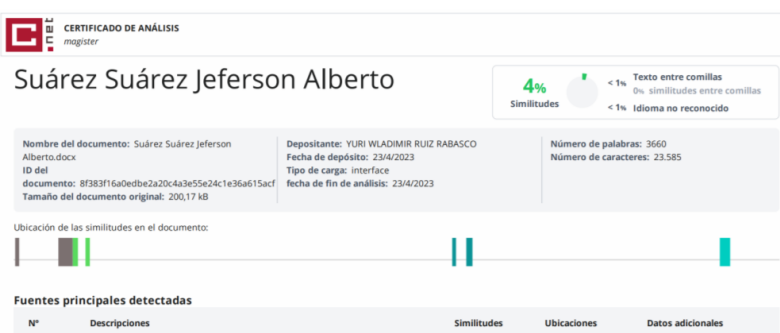 C .net
CERTIFICADO DE ANÁLISIS
magister
Suárez Suárez Jeferson Alberto
4%
Similitudes
< 1% Texto entre comillas
0% similitudes entre comillas
< 1% Idioma no reconocido
Nombre del documento: Suárez Suárez Jeferson
Alberto.docx
ID del
documento: 8f383f16a0edbe2a20c4a3e55e24c1e36a615acf
Tamaño del documento original: 200,17 kB
Depositante: YURI WLADIMIR RUIZ RABASCO
Fecha de depósito: 23/4/2023
Tipo de carga: interface
fecha de fin de análisis: 23/4/2023
Número de palabras: 3660
Número de caracteres: 23.585
Ubicación de las similitudes en el documento:
Fuentes principales detectadas
N° Descripciones Similitudes Ubicaciones Datos adicionales